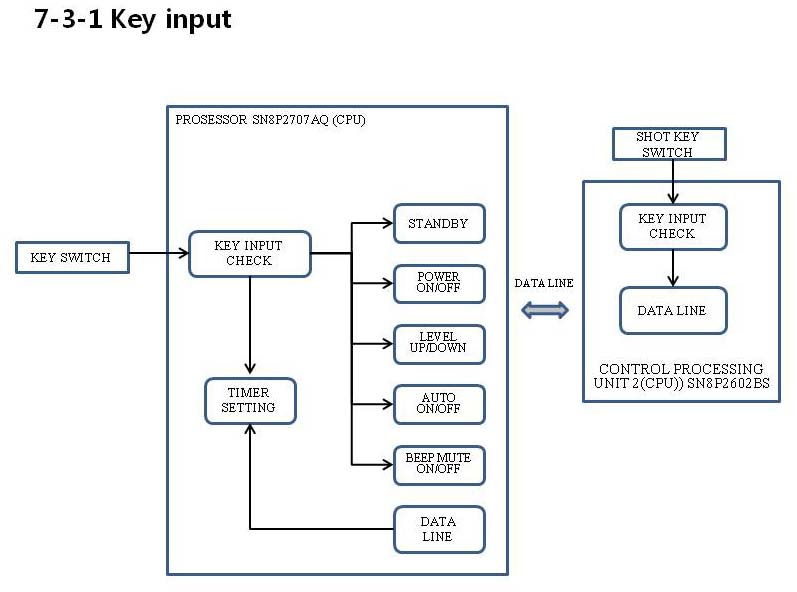 7-3-1 Key input
PROSESSOR SN8P2707AQ (CPU)
KEY SWITCH
KEY INPUT
CHECK
STANDBY
POWER
ON/OFF
LEVEL
UP/DOWN
AUTO
ON/OFF
BEEP MUTE
ON/OFF
TIMER
SETTING
DATA
LINE
DATA LINE
SHOT KEY
SWITCH
KEY INPUT
CHECK
DATA LINE
CONTROL PROCESSING
UNIT 2(CPU)) SN8P2602BS